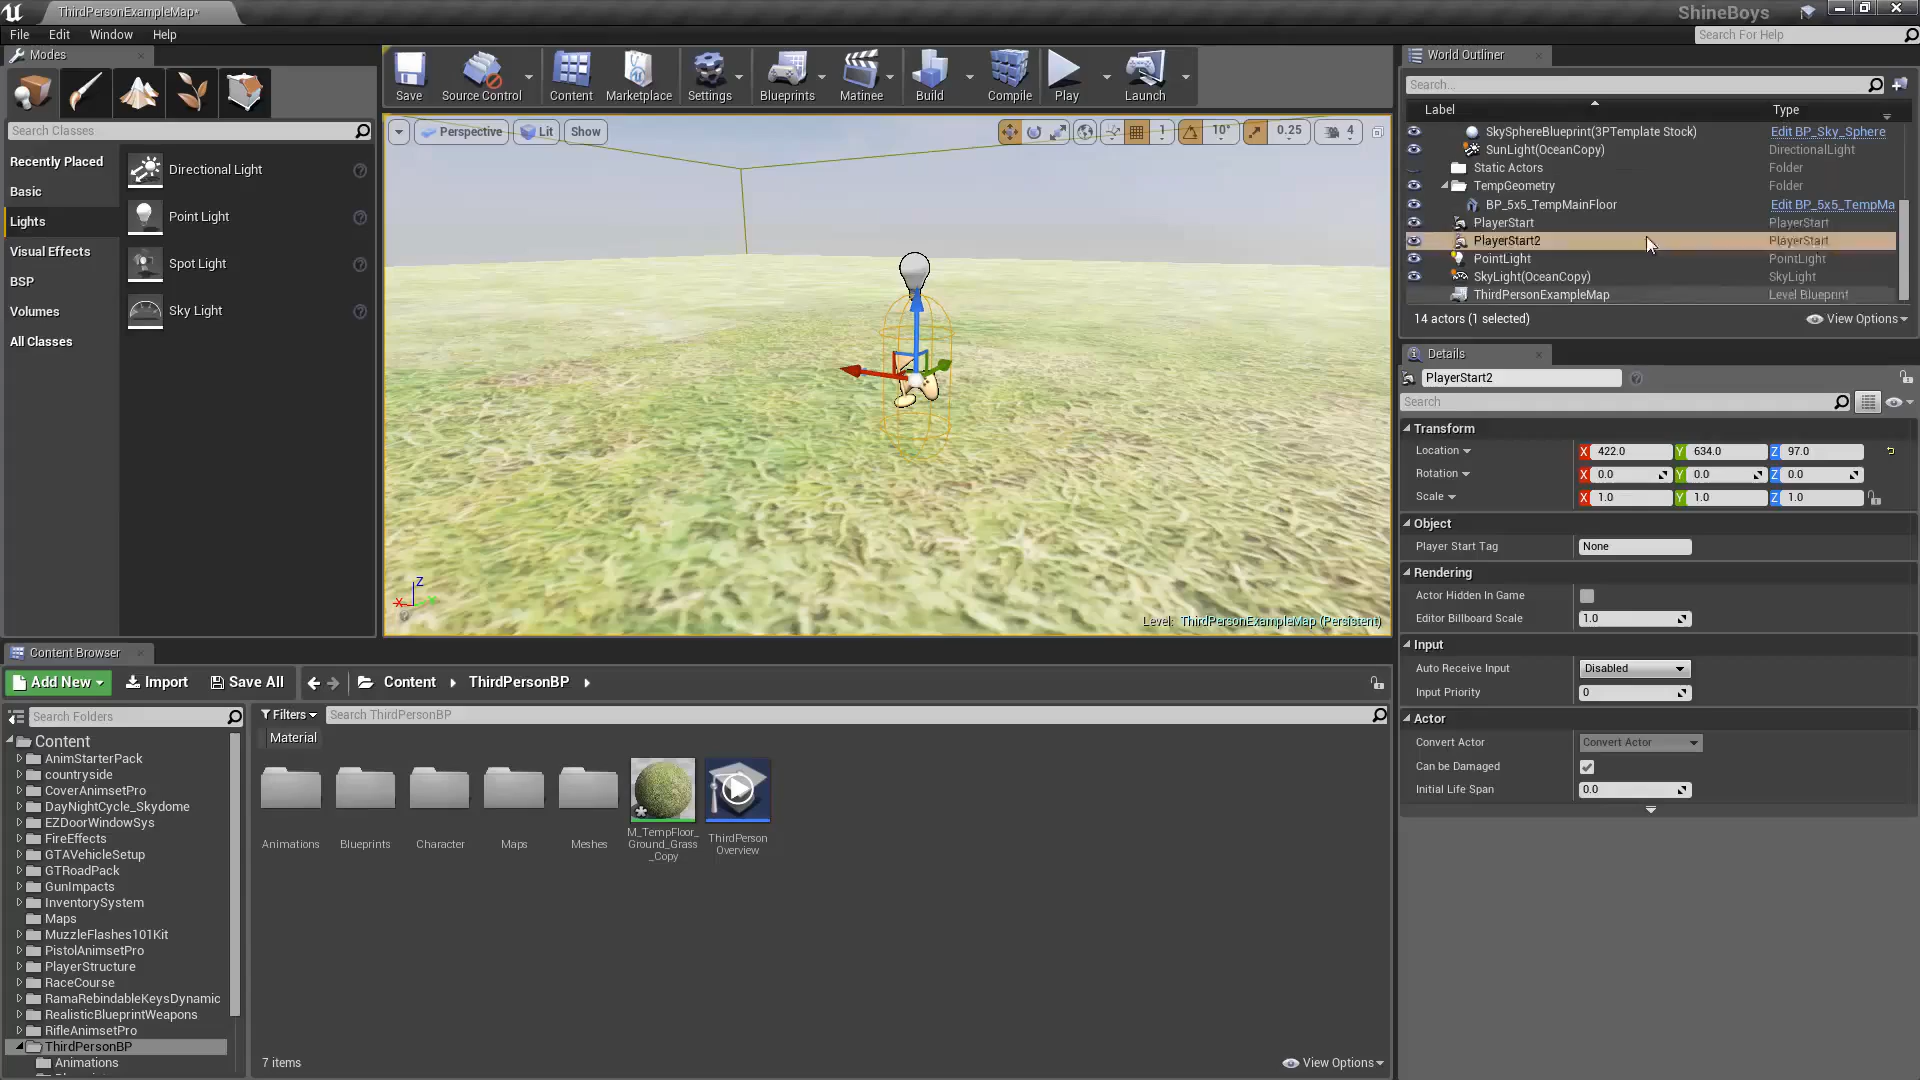 ThirdPersonExampleMap*
ShineBoys
File Edit Window Help
Search For Help
Modes
Search Classes
Recently Placed
Basic
Lights
Visual Effects
BSP
Volumes
All Classes
Directional Light
Point Light
Spot Light
Sky Light
Save
Source Control
Content
Marketplace
Settings
Blueprints
Matinee
Build
Compile
Play
Launch
Perspective
Lit
Show
1
10°
0.25
4
Z
X
Level: ThirdPersonExampleMap (Persistent)
World Outliner
Search...
Label Type
SkySphereBlueprint(3PTemplate Stock) Edit BP_Sky_Sphere
SunLight(OceanCopy) DirectionalLight
Static Actors Folder
TempGeometry Folder
BP_5x5_TempMainFloor Edit BP_5x5_TempMa
PlayerStart PlayerStart
PlayerStart2 PlayerStart
PointLight PointLight
SkyLight(OceanCopy) SkyLight
ThirdPersonExampleMap Level Blueprint
14 actors (1 selected) View Options
Details
PlayerStart2
Search
Transform
Location X 422.0 Y 634.0 Z 97.0
Rotation X 0.0 Y 0.0 Z 0.0
Scale X 1.0 Y 1.0 Z 1.0
Object
Player Start Tag None
Rendering
Actor Hidden In Game
Editor Billboard Scale 1.0
Input
Auto Receive Input Disabled
Input Priority 0
Actor
Convert Actor Convert Actor
Can be Damaged
Initial Life Span 0.0
Content Browser
Add New Import Save All Content ThirdPersonBP
Search Folders
Filters Search ThirdPersonBP
Material
Content
AnimStarterPack
countryside
CoverAnimsetPro
DayNightCycle_Skydome
EZDoorWindowSys
FireEffects
GTAVehicleSetup
GTRoadPack
GunImpacts
InventorySystem
Maps
MuzzleFlashes101Kit
PistolAnimsetPro
PlayerStructure
RaceCourse
RamaRebindableKeysDynamic
RealisticBlueprintWeapons
RifleAnimsetPro
ThirdPersonBP
Animations
Animations
Blueprints
Character
Maps
Meshes
M_TempFloor_
Ground_Grass
_Copy
ThirdPerson
Overview
7 items
View Options